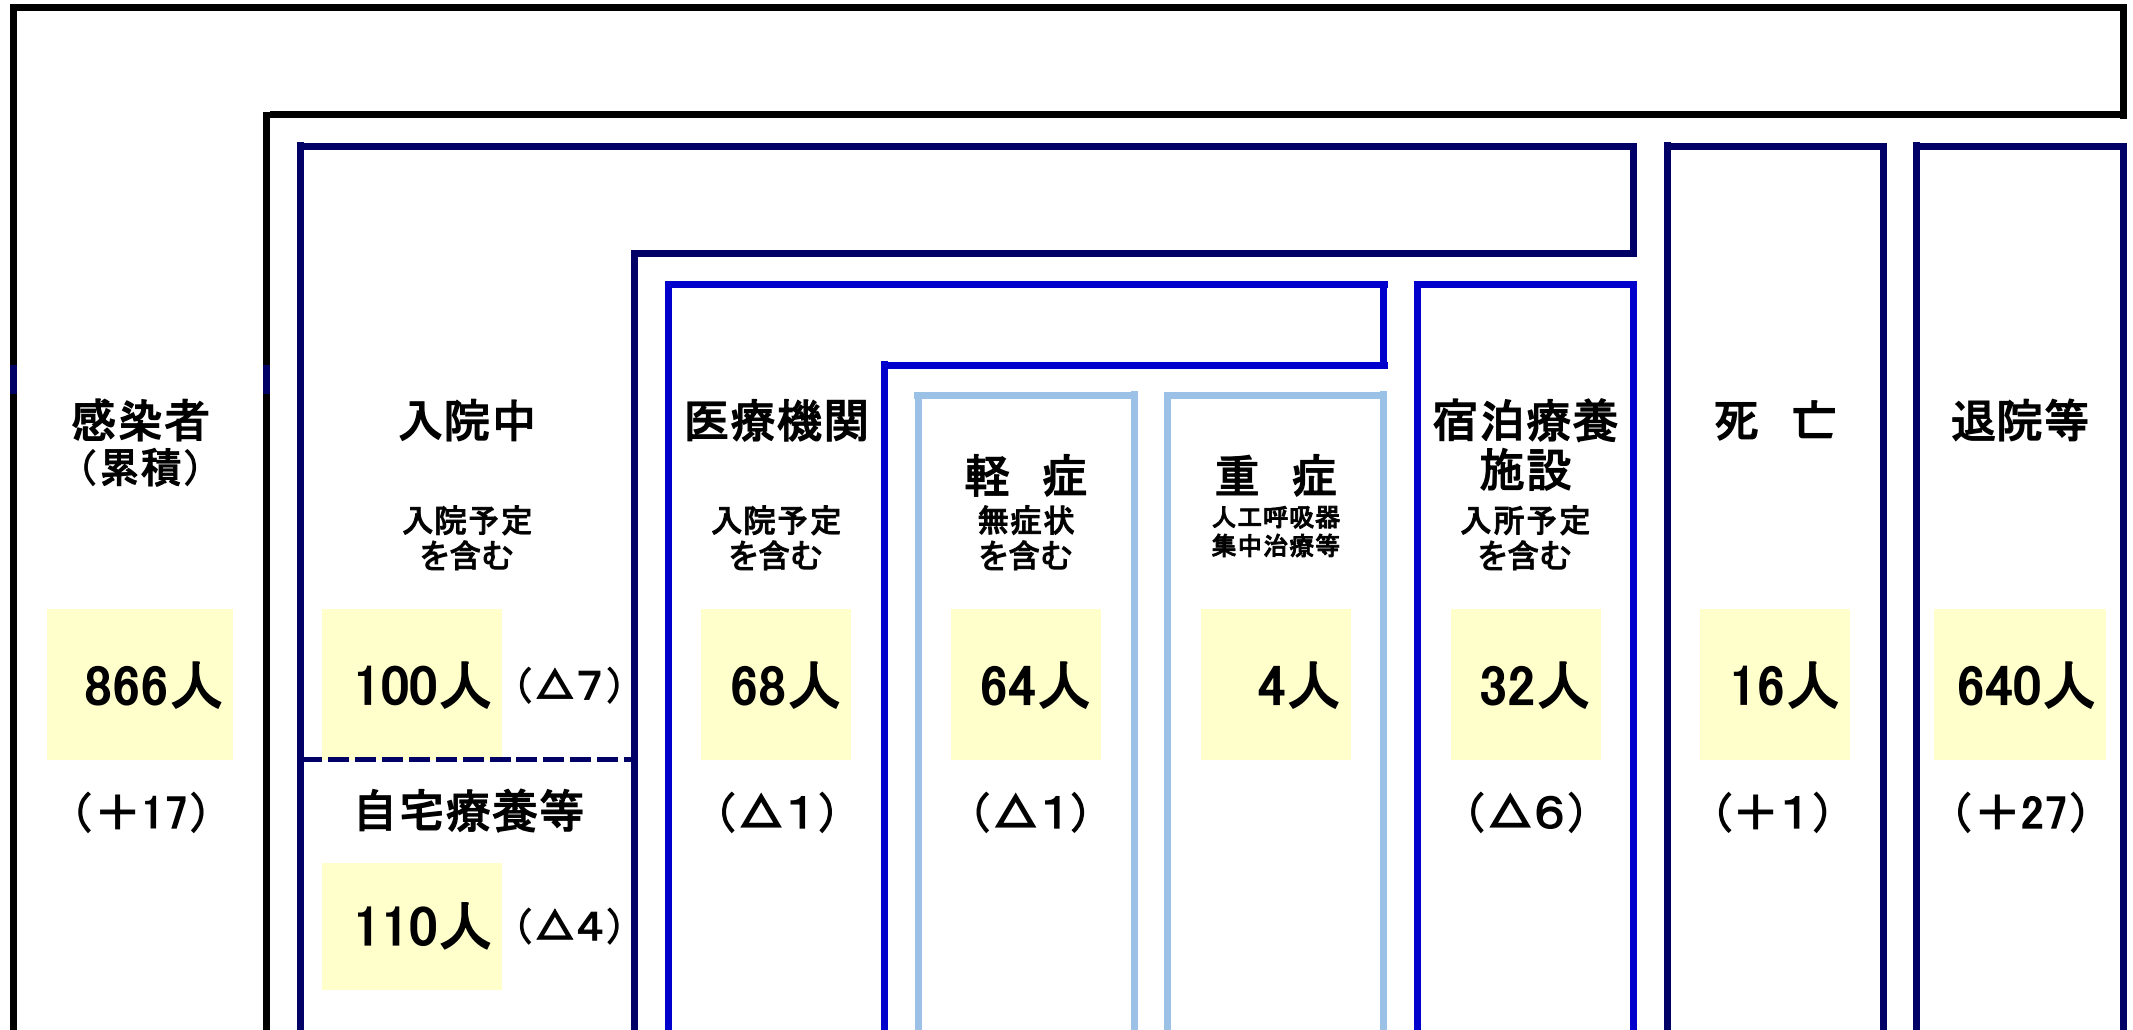 感染者
（累積）
866人
（＋17）
入院中
入院予定
を含む
100人（△7）
自宅療養等
110人（△4）
医療機関
入院予定
を含む
68人
（△1）
軽　症
無症状
を含む
64人
（△1）
重　症
人工呼吸器
集中治療等
4人
宿泊療養
施設
入所予定
を含む
32人
（△6）
死　亡
16人
（＋1）
退院等
640人
（＋27）